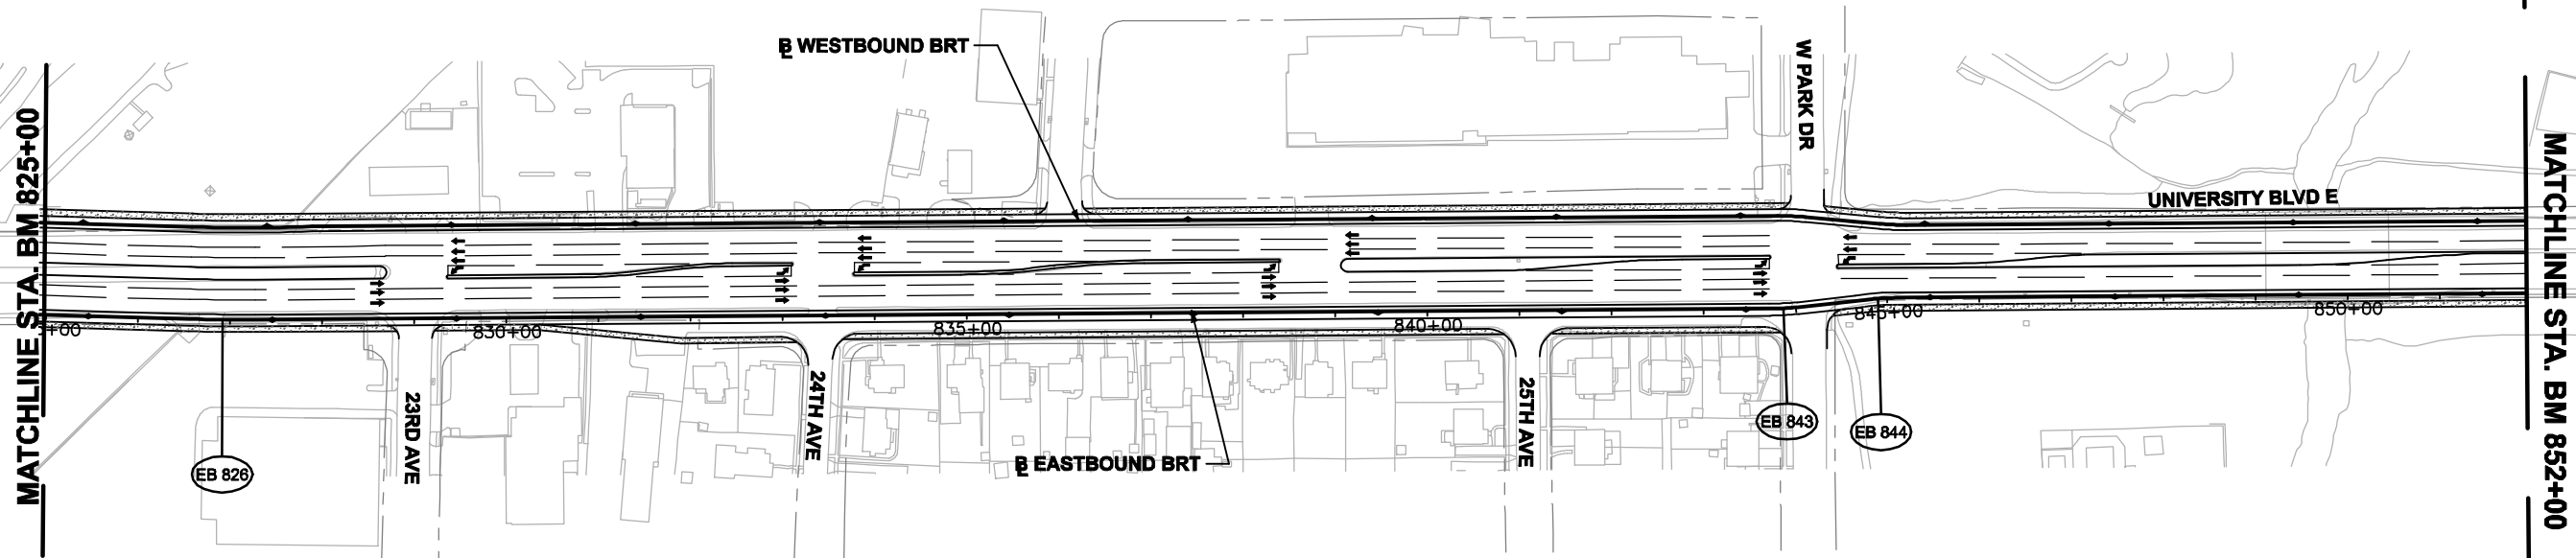 MATCHLINE STA. BM 825+00
BL WESTBOUND BRT
W PARK DR
UNIVERSITY BLVD E
MATCHLINE STA. BM 852+00
+00
830+00
835+00
840+00
845+00
850+00
23RD AVE
24TH AVE
25TH AVE
EB 826
BL EASTBOUND BRT
EB 843
EB 844